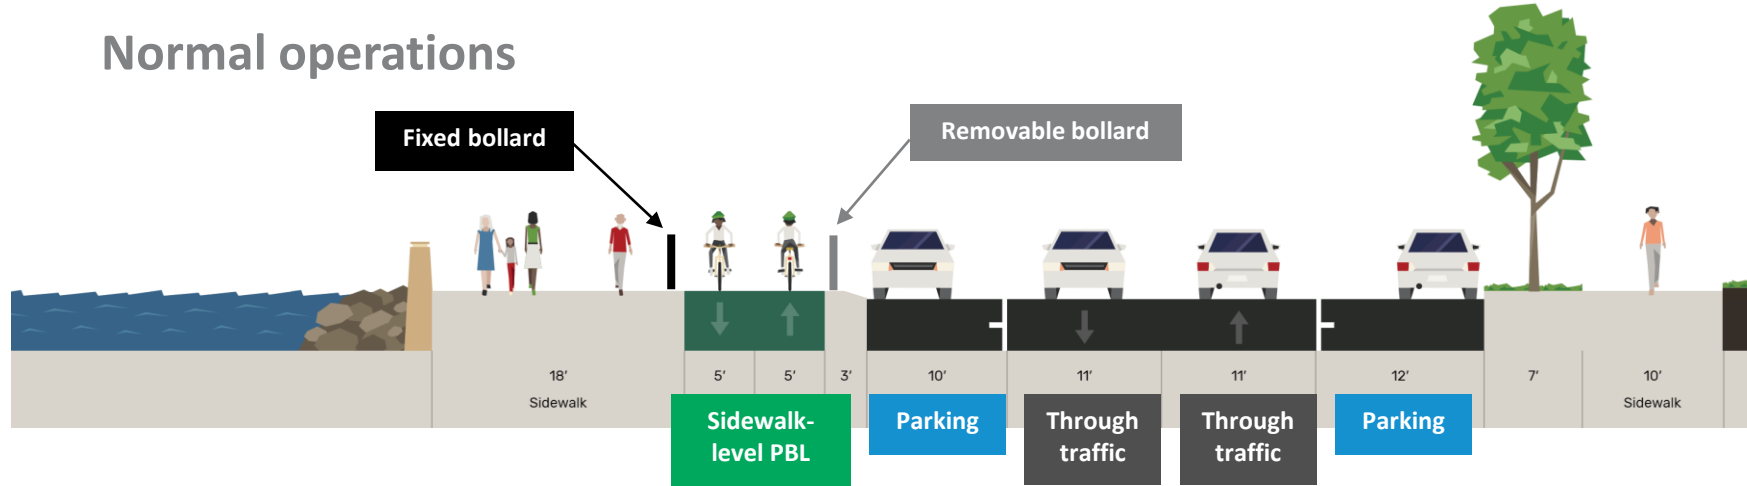 Normal operations
Fixed bollard
Removable bollard
18′
5′
5′
3′
10′
11′
11′
12′
7′
10′
Sidewalk
Sidewalk
Sidewalk-
level PBL
Parking
Through
traffic
Through
traffic
Parking